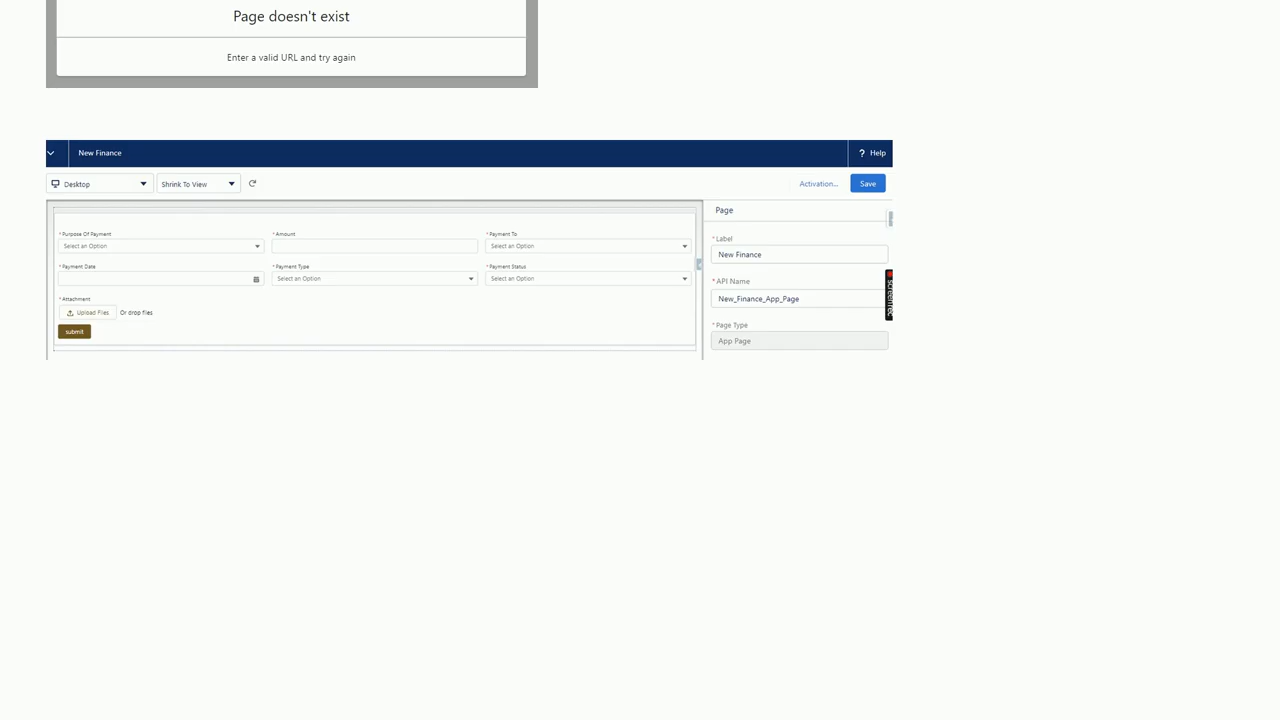 Page doesn't exist
Enter a valid URL and try again
New Finance
? Help
Desktop
Shrink To View
Activation...
Save
Page
* Purpose Of Payment
* Amount
* Payment To
Select an Option
Select an Option
* Label
New Finance
* Payment Date
* Payment Type
* Payment Status
Select an Option
Select an Option
* API Name
New_Finance_App_Page
* Attachment
Upload Files
Or drop files
submit
* Page Type
App Page
screenrec